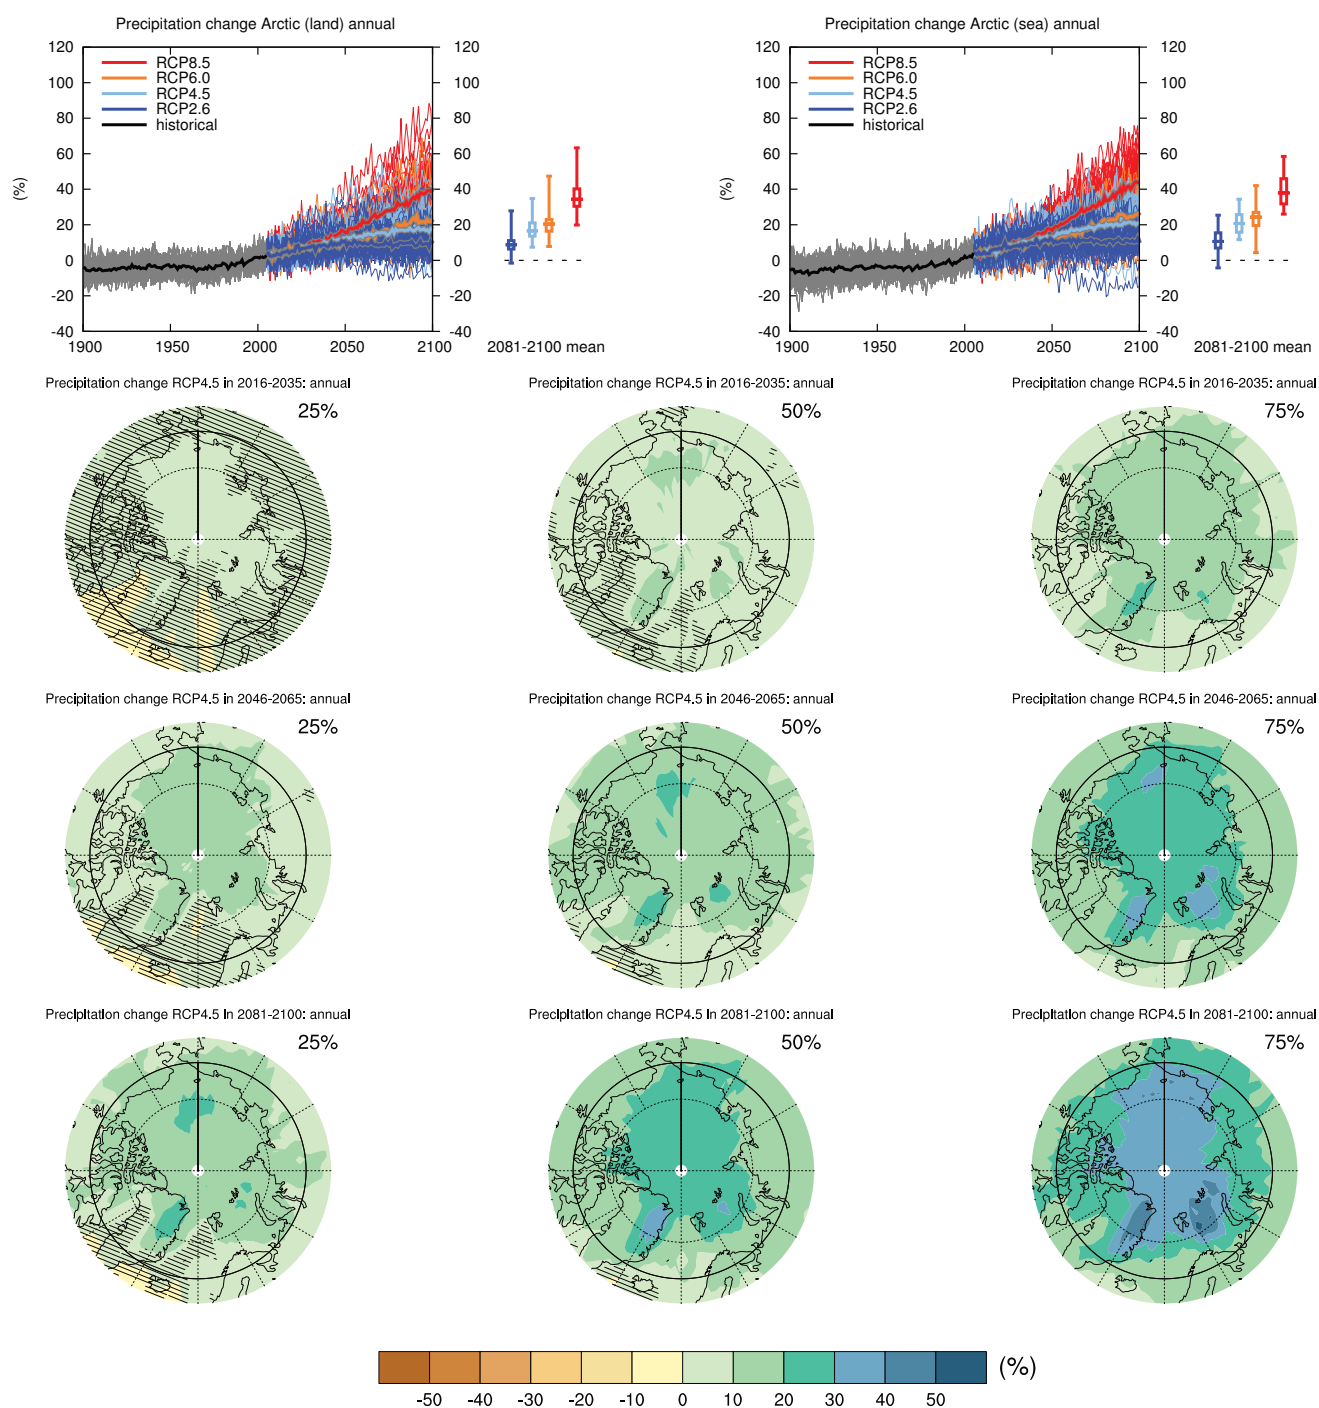 Precipitation change Arctic (land) annual
120
100
80
60
40
20
0
-20
-40
(%)
RCP8.5
RCP6.0
RCP4.5
RCP2.6
historical
1900
1950
2000
2050
2100
120
100
80
60
40
20
0
-20
-40
2081-2100 mean
Precipitation change Arctic (sea) annual
120
100
80
60
40
20
0
-20
-40
(%)
RCP8.5
RCP6.0
RCP4.5
RCP2.6
historical
1900
1950
2000
2050
2100
120
100
80
60
40
20
0
-20
-40
2081-2100 mean
Precipitation change RCP4.5 in 2016-2035: annual
25%
Precipitation change RCP4.5 in 2016-2035: annual
50%
Precipitation change RCP4.5 in 2016-2035: annual
75%
Precipitation change RCP4.5 in 2046-2065: annual
25%
Precipitation change RCP4.5 in 2046-2065: annual
50%
Precipitation change RCP4.5 in 2046-2065: annual
75%
Precipitation change RCP4.5 in 2081-2100: annual
25%
Precipitation change RCP4.5 in 2081-2100: annual
50%
Precipitation change RCP4.5 in 2081-2100: annual
75%
(%)
-50 -40 -30 -20 -10 0 10 20 30 40 50